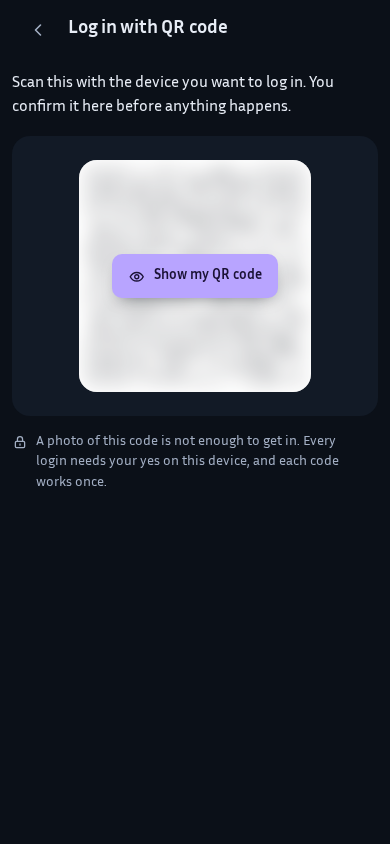 Log in with QR code
Scan this with the device you want to log in. You
confirm it here before anything happens.
Show my QR code
A photo of this code is not enough to get in. Every
login needs your yes on this device, and each code
works once.